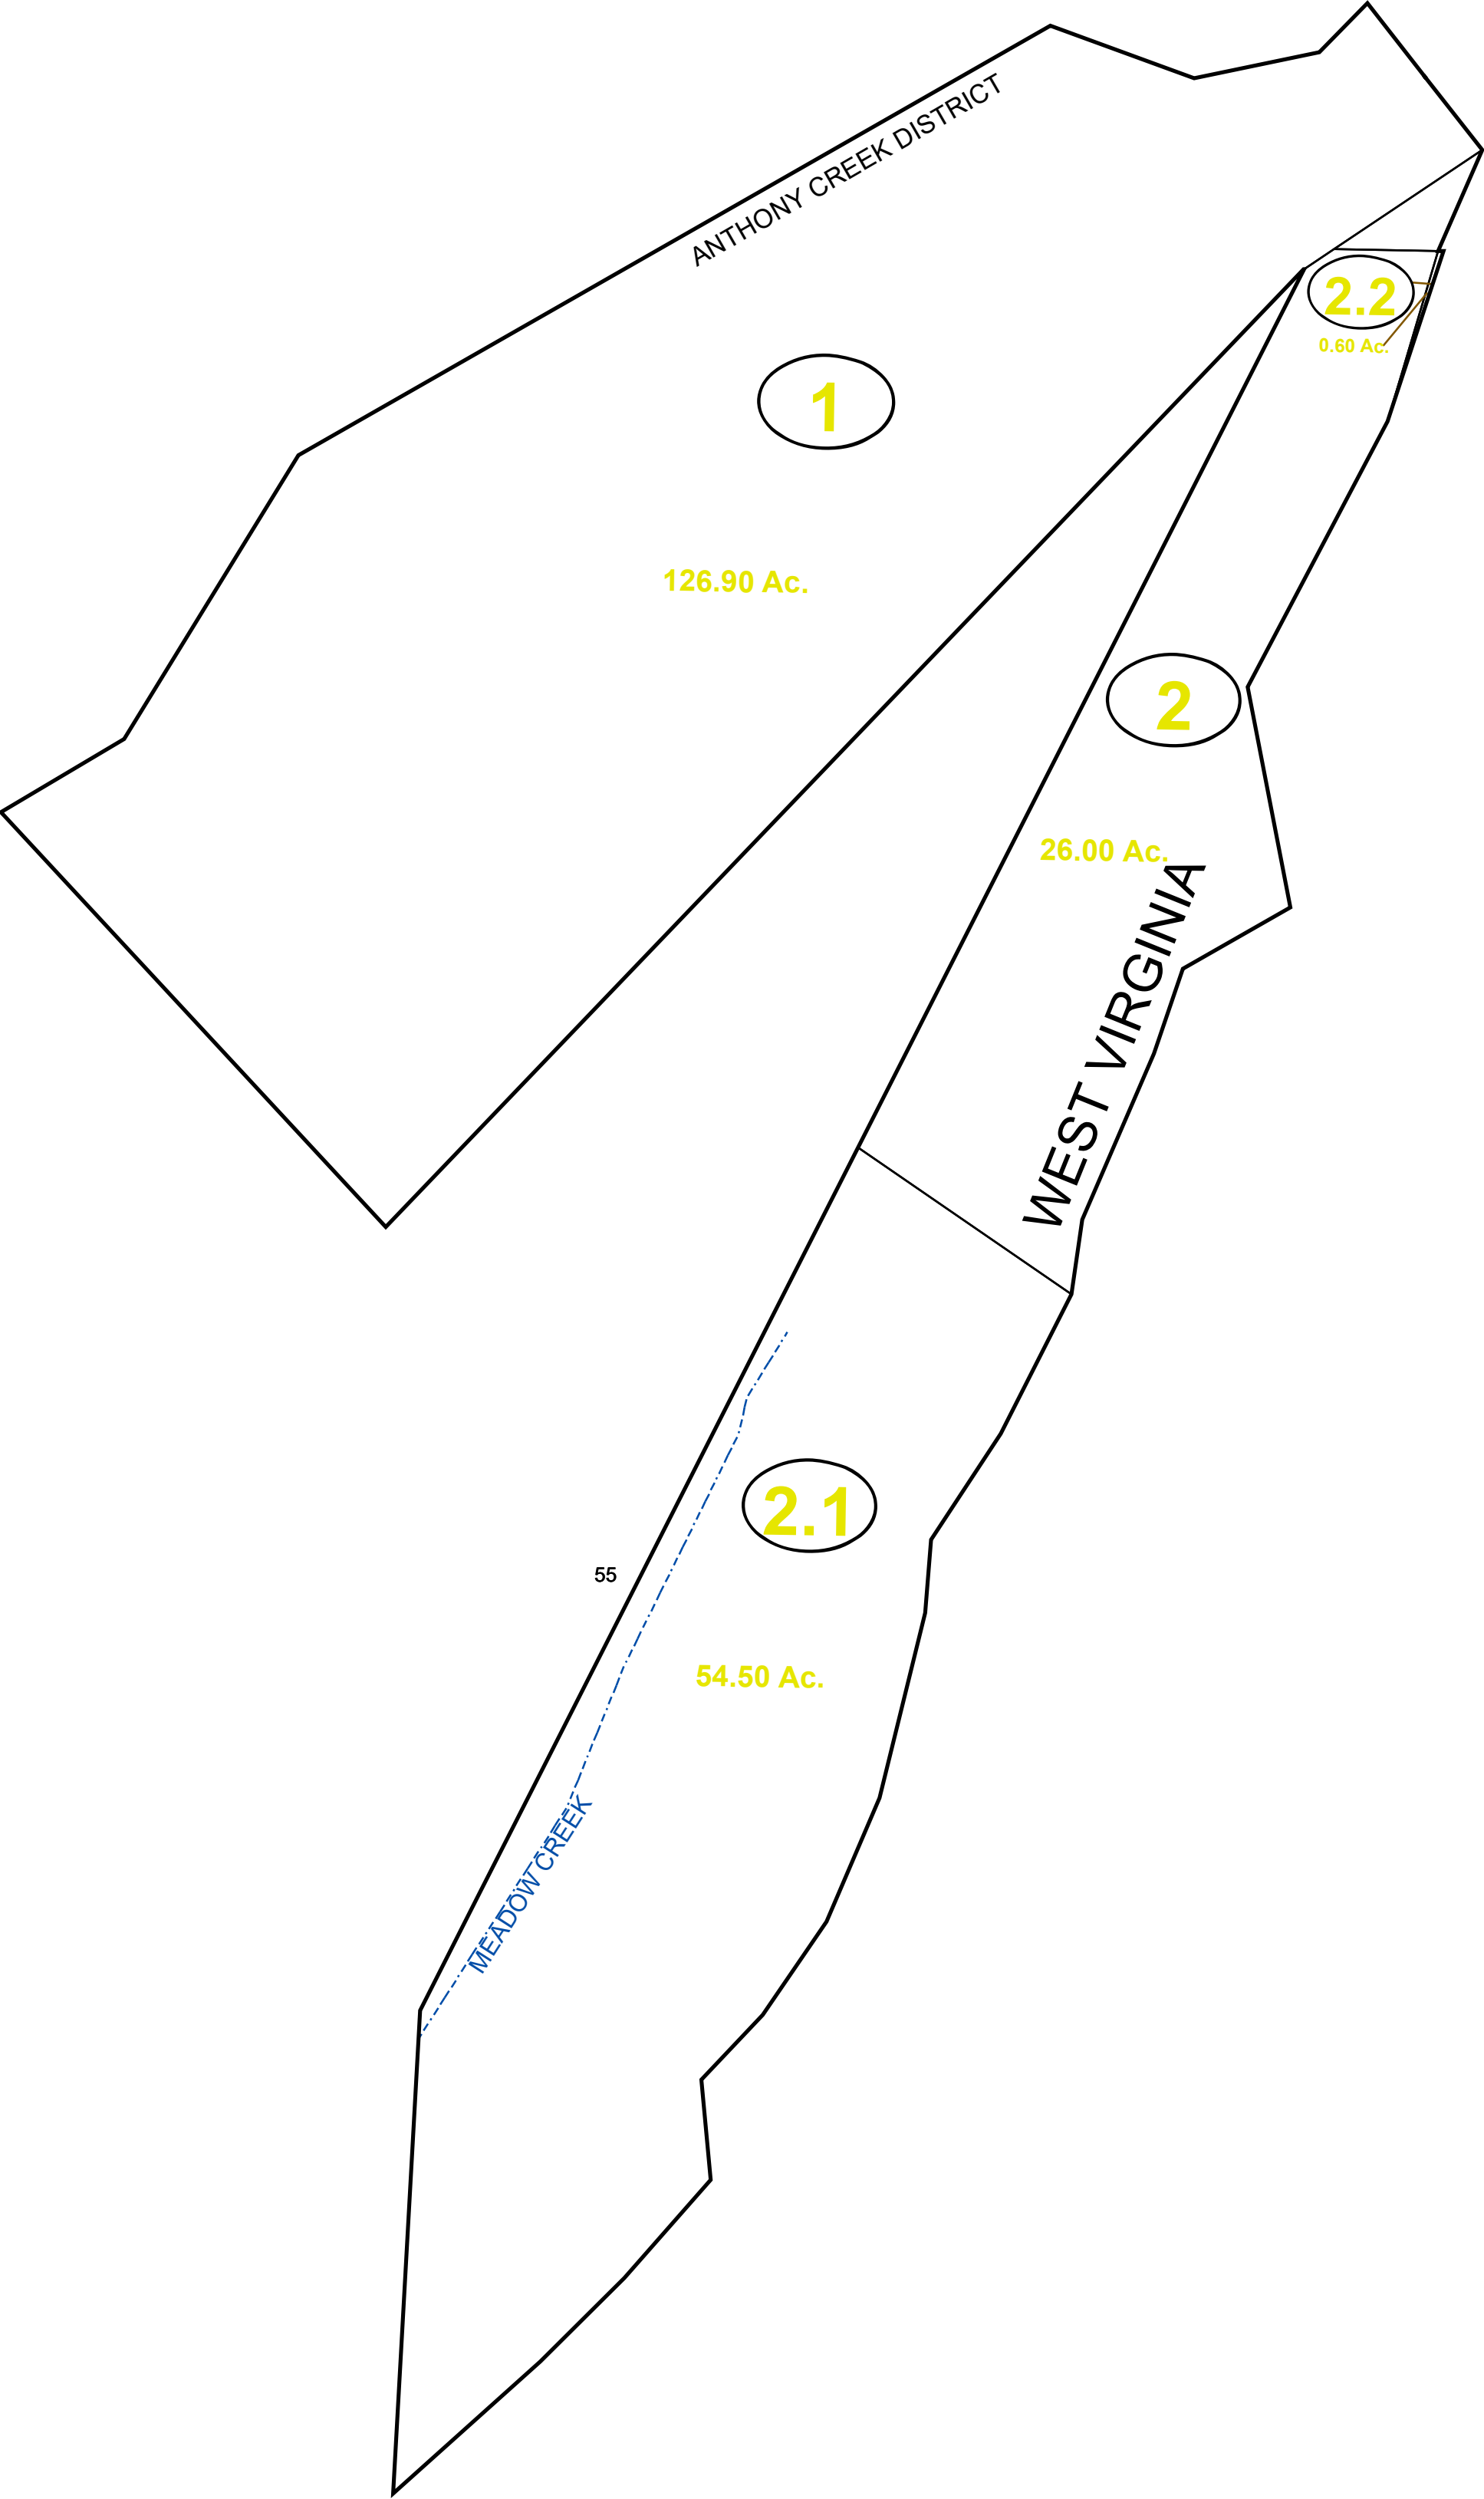 ANTHONY CREEK DISTRICT
2.2
0.60 Ac.
1
126.90 Ac.
2
26.00 Ac.
WEST VIRGINIA
2.1
55
54.50 Ac.
MEADOW CREEK